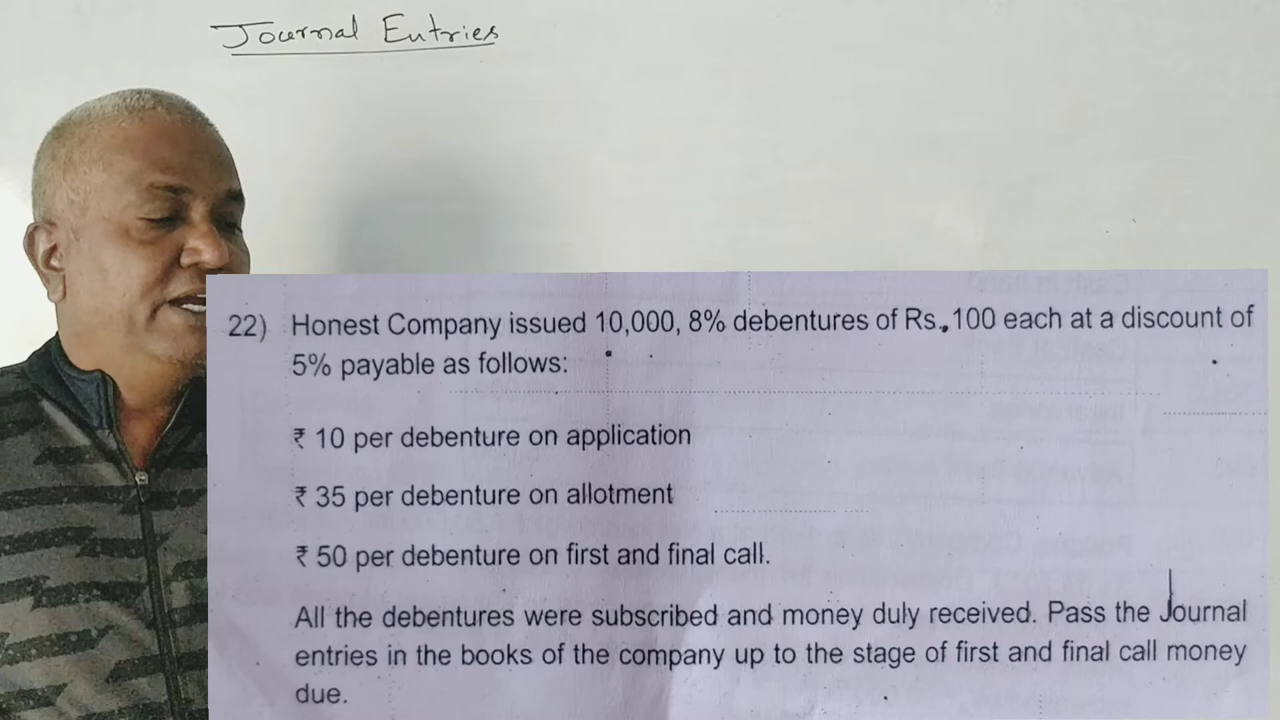 Journal Entries
22) Honest Company issued 10,000, 8% debentures of Rs. 100 each at a discount of
5% payable as follows:
₹ 10 per debenture on application
₹ 35 per debenture on allotment
₹ 50 per debenture on first and final call.
All the debentures were subscribed and money duly received. Pass the Journal
entries in the books of the company up to the stage of first and final call money
due.